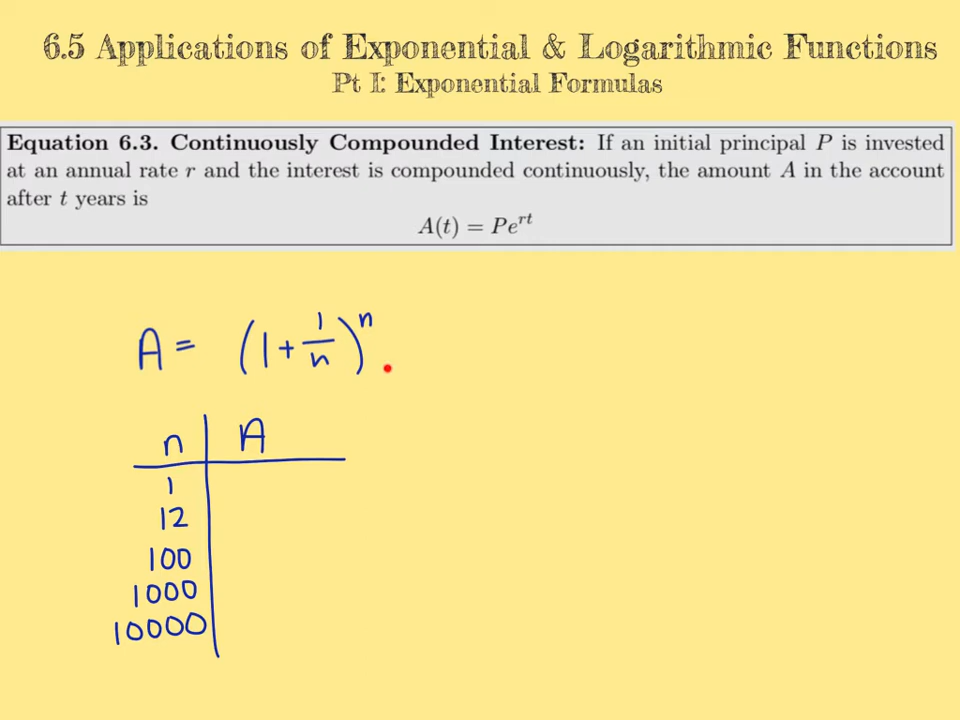 6.5 Applications of Exponential & Logarithmic Functions
Pt I: Exponential Formulas
Equation 6.3. Continuously Compounded Interest: If an initial principal P is invested
at an annual rate r and the interest is compounded continuously, the amount A in the account
after t years is
A(t) = Pe^{rt}
A = (1 + 1/n)^n
n A
1
12
100
1000
10000